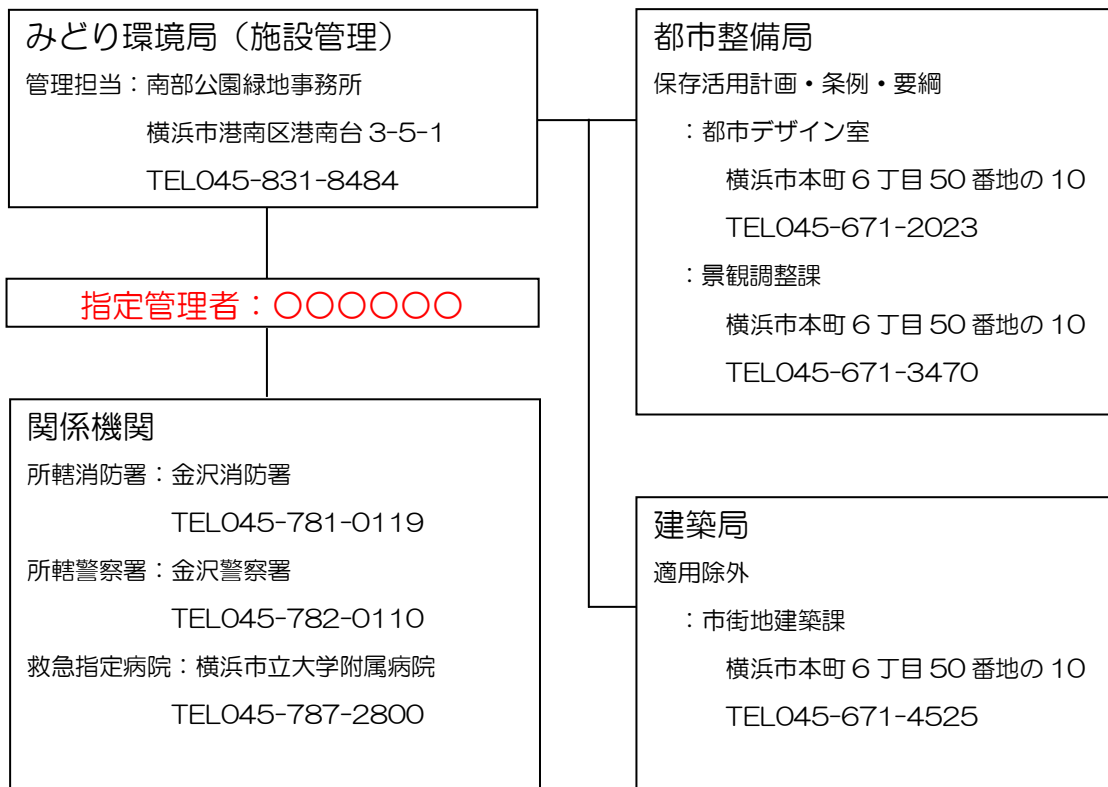 みどり環境局（施設管理）
管理担当：南部公園緑地事務所
横浜市港南区港南台 3-5-1
TEL045-831-8484
指定管理者：〇〇〇〇〇〇
関係機関
所轄消防署：金沢消防署
TEL045-781-0119
所轄警察署：金沢警察署
TEL045-782-0110
救急指定病院：横浜市立大学附属病院
TEL045-787-2800
都市整備局
保存活用計画・条例・要綱
：都市デザイン室
横浜市本町 6 丁目 50 番地の 10
TEL045-671-2023
：景観調整課
横浜市本町 6 丁目 50 番地の 10
TEL045-671-3470
建築局
適用除外
：市街地建築課
横浜市本町 6 丁目 50 番地の 10
TEL045-671-4525